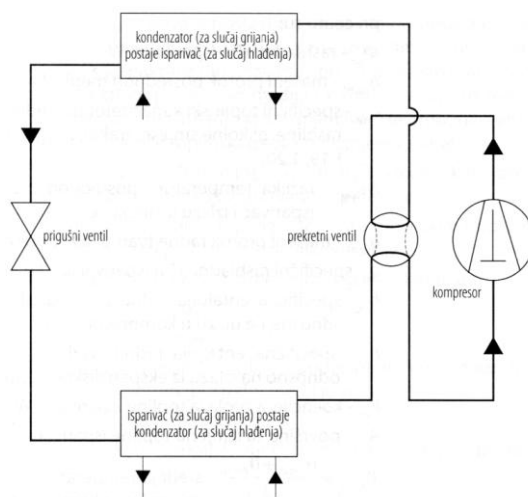 kondenzator (za slučaj grijanja)
postaje isparivač (za slučaj hlađenja)
prigušni ventil
prekretni ventil
kompresor
isparivač (za slučaj grijanja) postaje
kondenzator (za slučaj hlađenja)